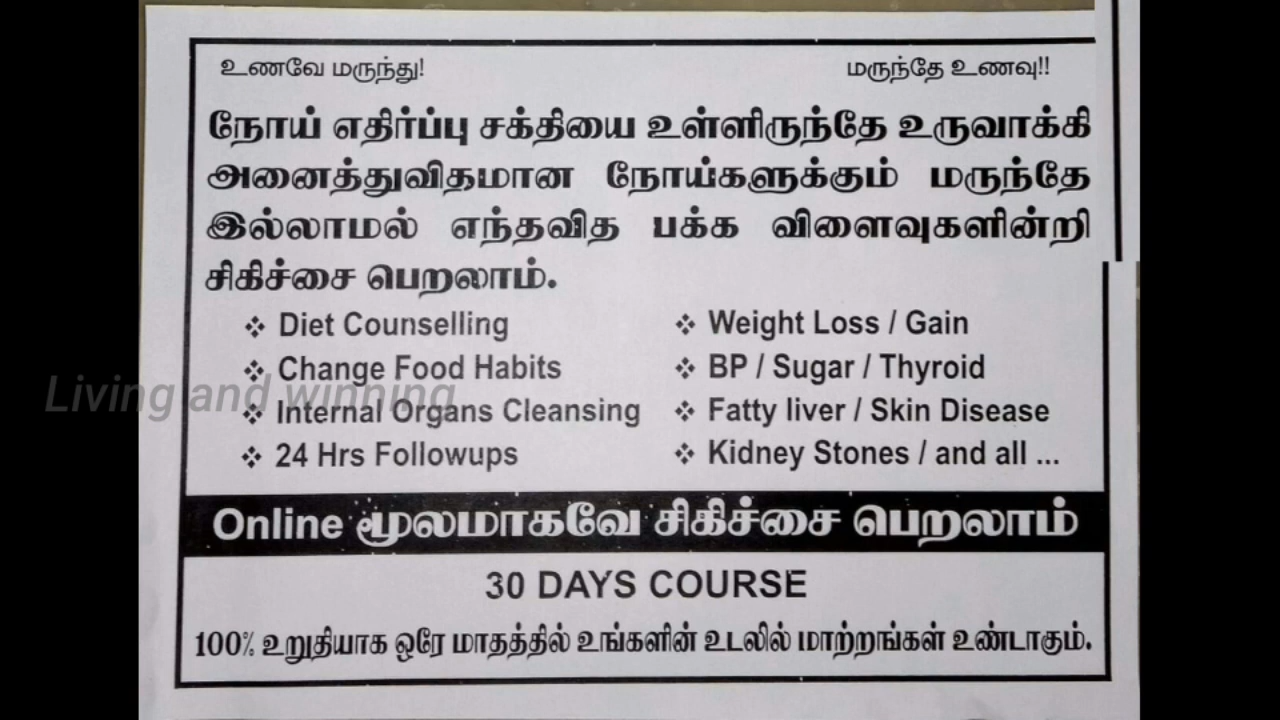 உணவே மருந்து! மருந்தே உணவு!!
நோய் எதிர்ப்பு சக்தியை உள்ளிருந்தே உருவாக்கி
அனைத்துவிதமான நோய்களுக்கும் மருந்தே
இல்லாமல் எந்தவித பக்க விளைவுகளின்றி
சிகிச்சை பெறலாம்.
❖ Diet Counselling
❖ Change Food Habits
❖ Internal Organs Cleansing
❖ 24 Hrs Followups
❖ Weight Loss / Gain
❖ BP / Sugar / Thyroid
❖ Fatty liver / Skin Disease
❖ Kidney Stones / and all ...
Living and winning
Online மூலமாகவே சிகிச்சை பெறலாம்
30 DAYS COURSE
100% உறுதியாக ஒரே மாதத்தில் உங்களின் உடலில் மாற்றங்கள் உண்டாகும்.